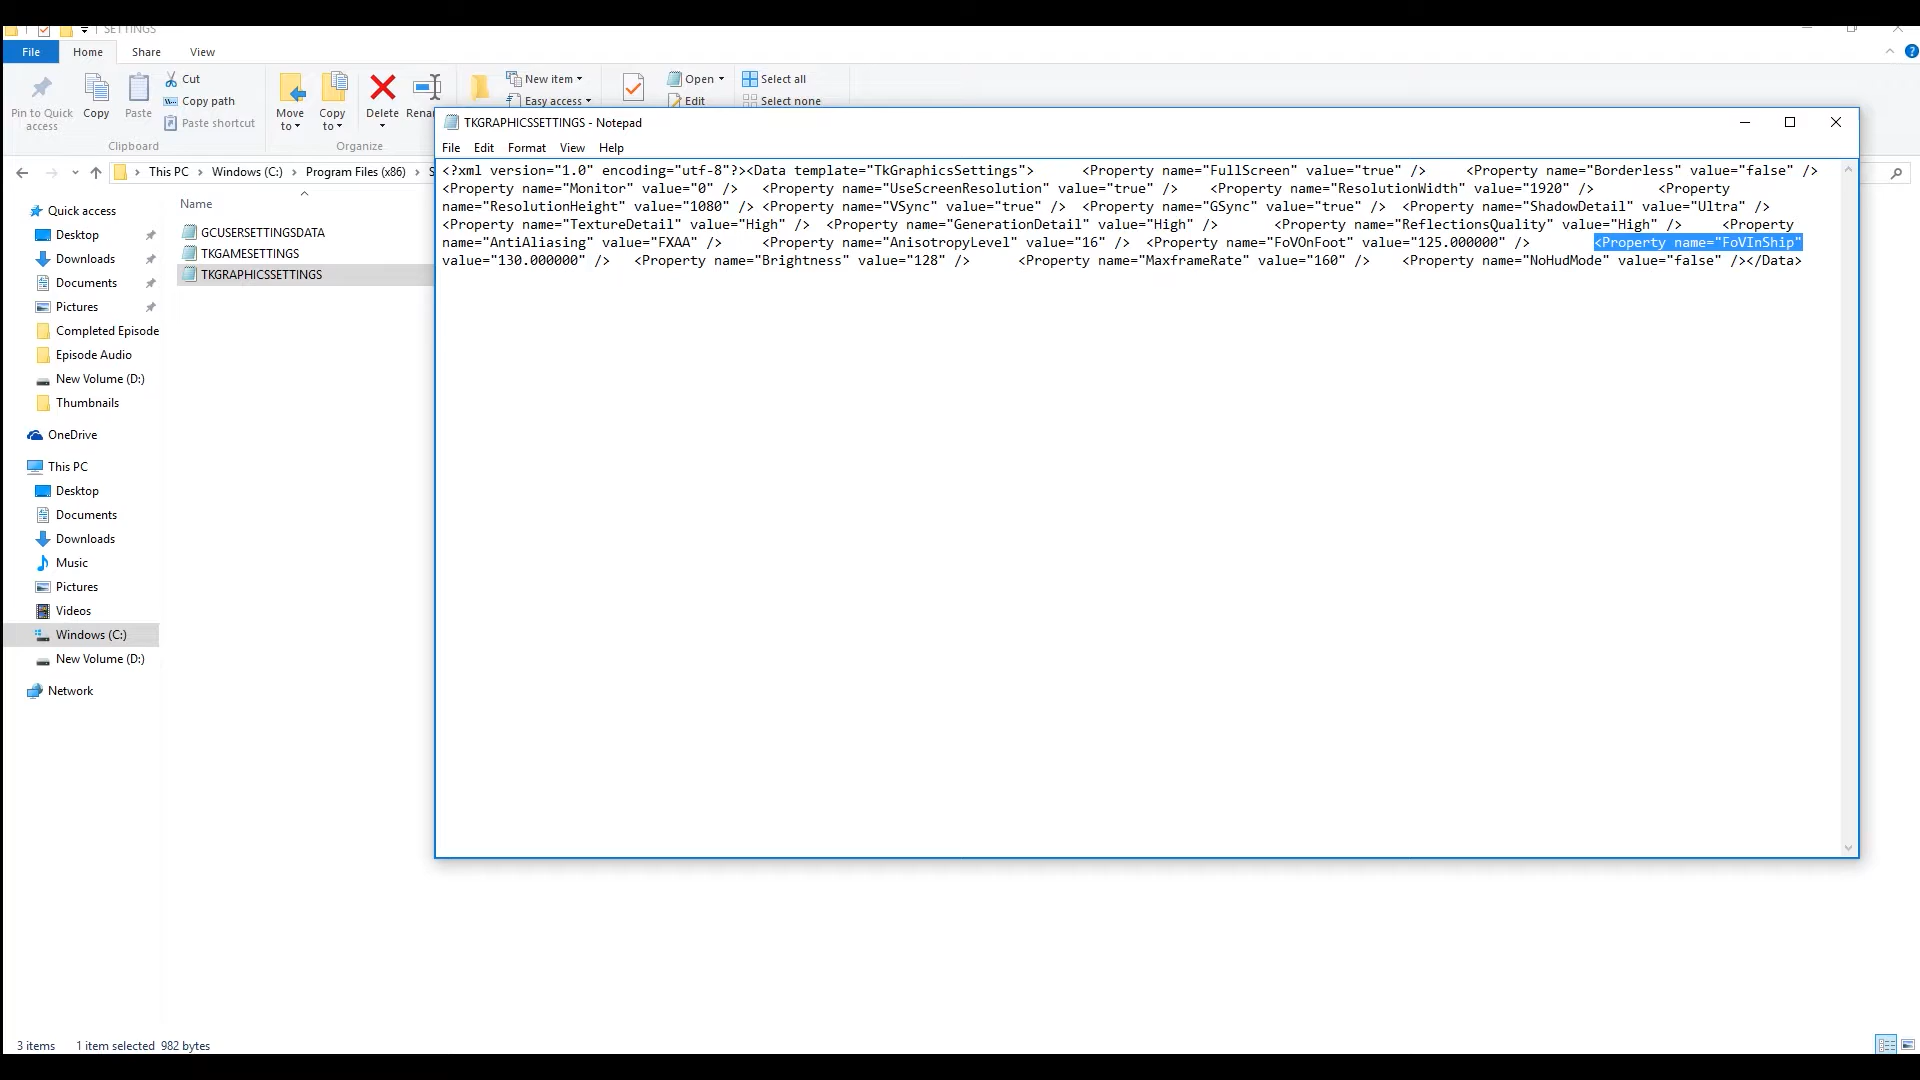 SETTINGS
File Home Share View
Pin to Quick access
Copy
Paste
Cut
Copy path
Paste shortcut
Clipboard
Move to
Copy to
Delete
Renam
Organize
New item
Easy access
Open
Edit
Select all
Select none
This PC > Windows (C:) > Program Files (x86) > S
Quick access
Desktop
Downloads
Documents
Pictures
Completed Episode
Episode Audio
New Volume (D:)
Thumbnails
OneDrive
This PC
Desktop
Documents
Downloads
Music
Pictures
Videos
Windows (C:)
New Volume (D:)
Network
Name
GCUSERSETTINGSDATA
TKGAMESETTINGS
TKGRAPHICSSETTINGS
TKGRAPHICSSETTINGS - Notepad
File Edit Format View Help
<?xml version="1.0" encoding="utf-8"?><Data template="TkGraphicsSettings"> <Property name="FullScreen" value="true" /> <Property name="Borderless" value="false" />
<Property name="Monitor" value="0" /> <Property name="UseScreenResolution" value="true" /> <Property name="ResolutionWidth" value="1920" /> <Property
name="ResolutionHeight" value="1080" /> <Property name="VSync" value="true" /> <Property name="GSync" value="true" /> <Property name="ShadowDetail" value="Ultra" />
<Property name="TextureDetail" value="High" /> <Property name="GenerationDetail" value="High" /> <Property name="ReflectionsQuality" value="High" /> <Property
name="AntiAliasing" value="FXAA" /> <Property name="AnisotropyLevel" value="16" /> <Property name="FoVOnFoot" value="125.000000" /> <Property name="FoVInShip"
value="130.000000" /> <Property name="Brightness" value="128" /> <Property name="MaxframeRate" value="160" /> <Property name="NoHudMode" value="false" /></Data>
3 items 1 item selected 982 bytes